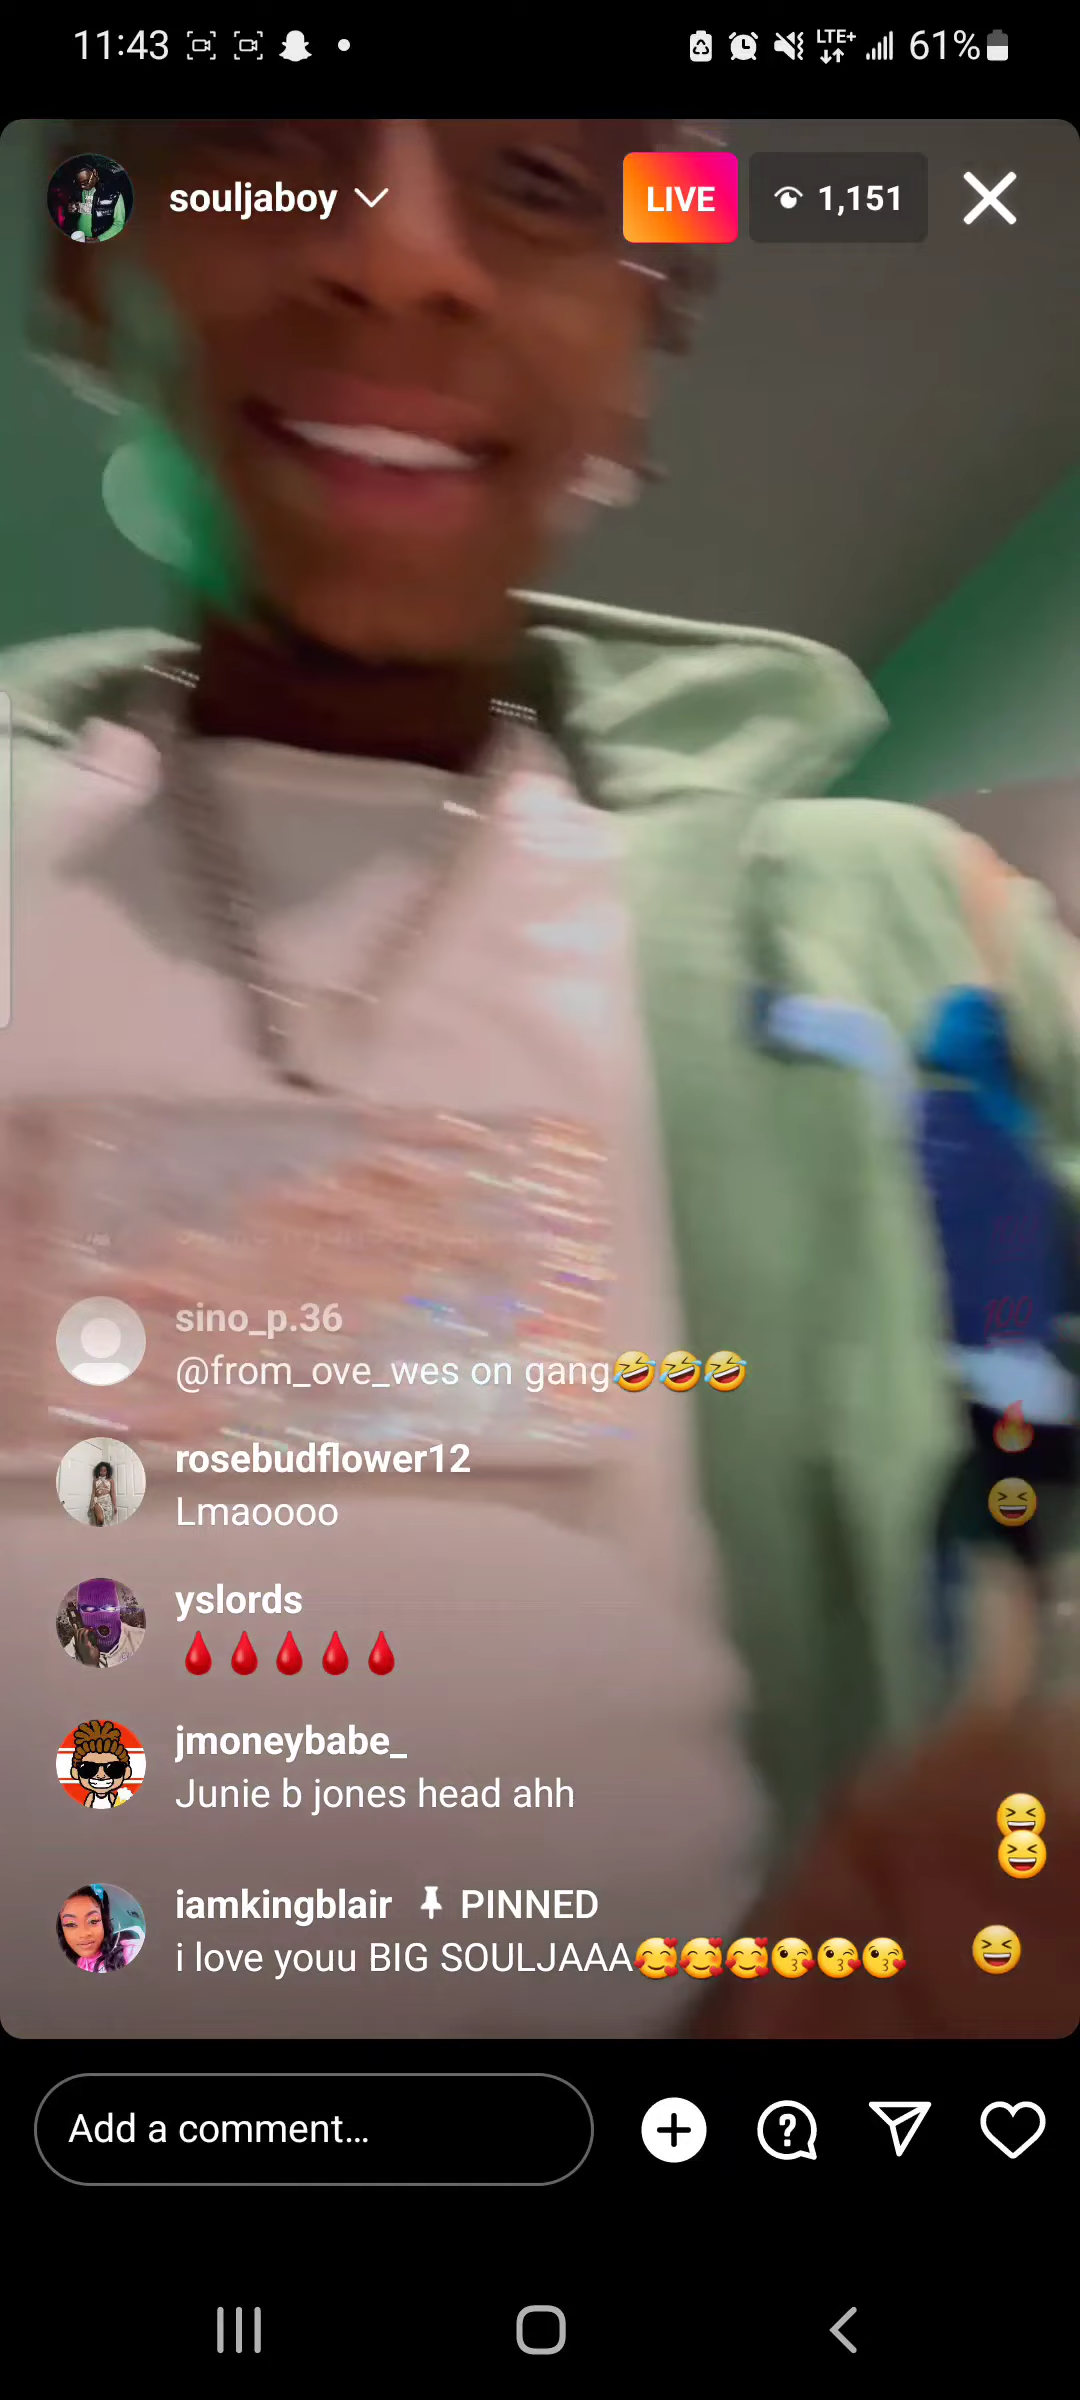 11:43 LTE+ 61%
souljaboy LIVE 1,151
sino_p.36
@from_ove_wes on gang🤣🤣🤣
rosebudflower12
Lmaoooo
yslords
🩸🩸🩸🩸🩸
jmoneybabe_
Junie b jones head ahh
iamkingblair 📌 PINNED
i love youu BIG SOULJAAA🥰🥰🥰😘😘😘
Add a comment...